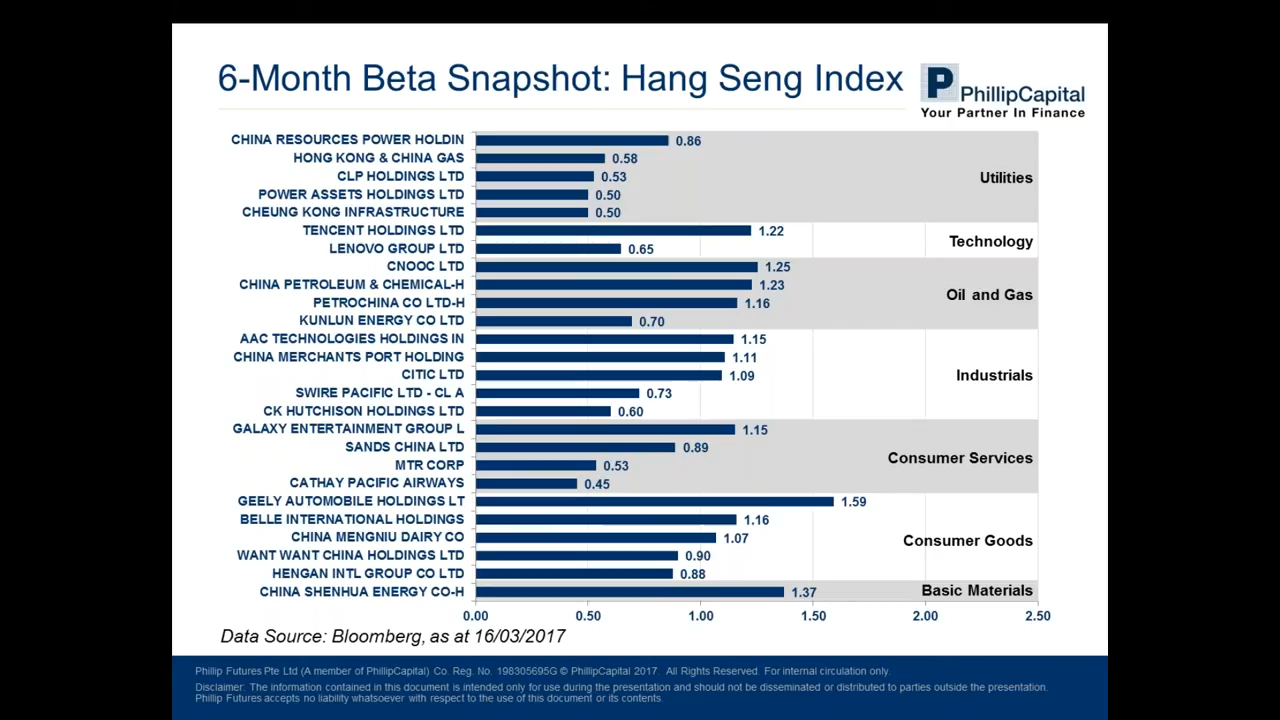 6-Month Beta Snapshot: Hang Seng Index
P PhillipCapital
Your Partner In Finance
CHINA RESOURCES POWER HOLDIN 0.86
HONG KONG & CHINA GAS 0.58
CLP HOLDINGS LTD 0.53 Utilities
POWER ASSETS HOLDINGS LTD 0.50
CHEUNG KONG INFRASTRUCTURE 0.50
TENCENT HOLDINGS LTD 1.22
Technology
LENOVO GROUP LTD 0.65
CNOOC LTD 1.25
CHINA PETROLEUM & CHEMICAL-H 1.23
Oil and Gas
PETROCHINA CO LTD-H 1.16
KUNLUN ENERGY CO LTD 0.70
AAC TECHNOLOGIES HOLDINGS IN 1.15
CHINA MERCHANTS PORT HOLDING 1.11
CITIC LTD 1.09 Industrials
SWIRE PACIFIC LTD - CL A 0.73
CK HUTCHISON HOLDINGS LTD 0.60
GALAXY ENTERTAINMENT GROUP L 1.15
SANDS CHINA LTD 0.89
Consumer Services
MTR CORP 0.53
CATHAY PACIFIC AIRWAYS 0.45
GEELY AUTOMOBILE HOLDINGS LT 1.59
BELLE INTERNATIONAL HOLDINGS 1.16
CHINA MENGNIU DAIRY CO 1.07 Consumer Goods
WANT WANT CHINA HOLDINGS LTD 0.90
HENGAN INTL GROUP CO LTD 0.88
CHINA SHENHUA ENERGY CO-H 1.37 Basic Materials
0.00 0.50 1.00 1.50 2.00 2.50
Data Source: Bloomberg, as at 16/03/2017
Phillip Futures Pte Ltd (A member of PhillipCapital) Co. Reg. No. 198305695G © PhillipCapital 2017. All Rights Reserved. For internal circulation only.
Disclaimer: The information contained in this document is intended only for use during the presentation and should not be disseminated or distributed to parties outside the presentation.
Phillip Futures accepts no liability whatsoever with respect to the use of this document or its contents.